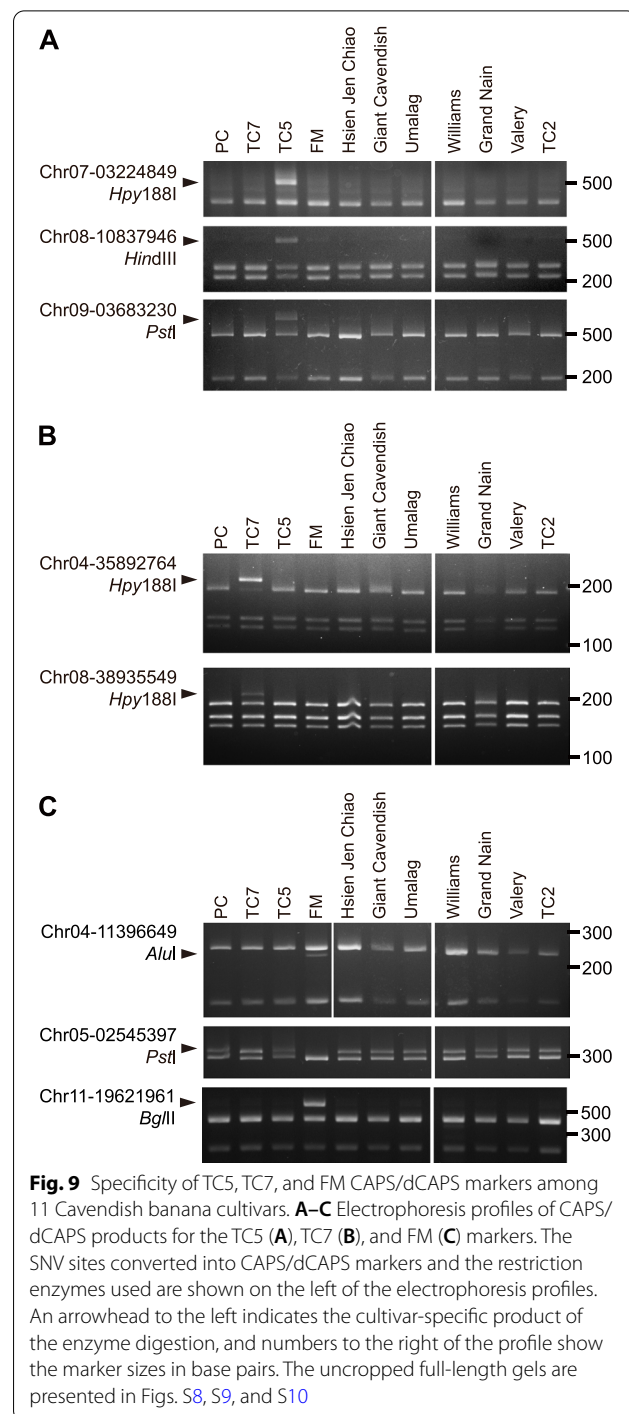 A
PC TC7 TC5 FM Hsien Jen Chiao Giant Cavendish Umalag Williams Grand Nain Valery TC2
Chr07-03224849
Hpy188I
500
Chr08-10837946
HindIII
500
200
Chr09-03683230
PstI
500
200
B
PC TC7 TC5 FM Hsien Jen Chiao Giant Cavendish Umalag Williams Grand Nain Valery TC2
Chr04-35892764
Hpy188I
200
100
Chr08-38935549
Hpy188I
200
100
C
PC TC7 TC5 FM Hsien Jen Chiao Giant Cavendish Umalag Williams Grand Nain Valery TC2
Chr04-11396649
AluI
300
200
Chr05-02545397
PstI
300
Chr11-19621961
BglII
500
300
Fig. 9 Specificity of TC5, TC7, and FM CAPS/dCAPS markers among
11 Cavendish banana cultivars. A–C Electrophoresis profiles of CAPS/
dCAPS products for the TC5 (A), TC7 (B), and FM (C) markers. The
SNV sites converted into CAPS/dCAPS markers and the restriction
enzymes used are shown on the left of the electrophoresis profiles.
An arrowhead to the left indicates the cultivar-specific product of
the enzyme digestion, and numbers to the right of the profile show
the marker sizes in base pairs. The uncropped full-length gels are
presented in Figs. S8, S9, and S10